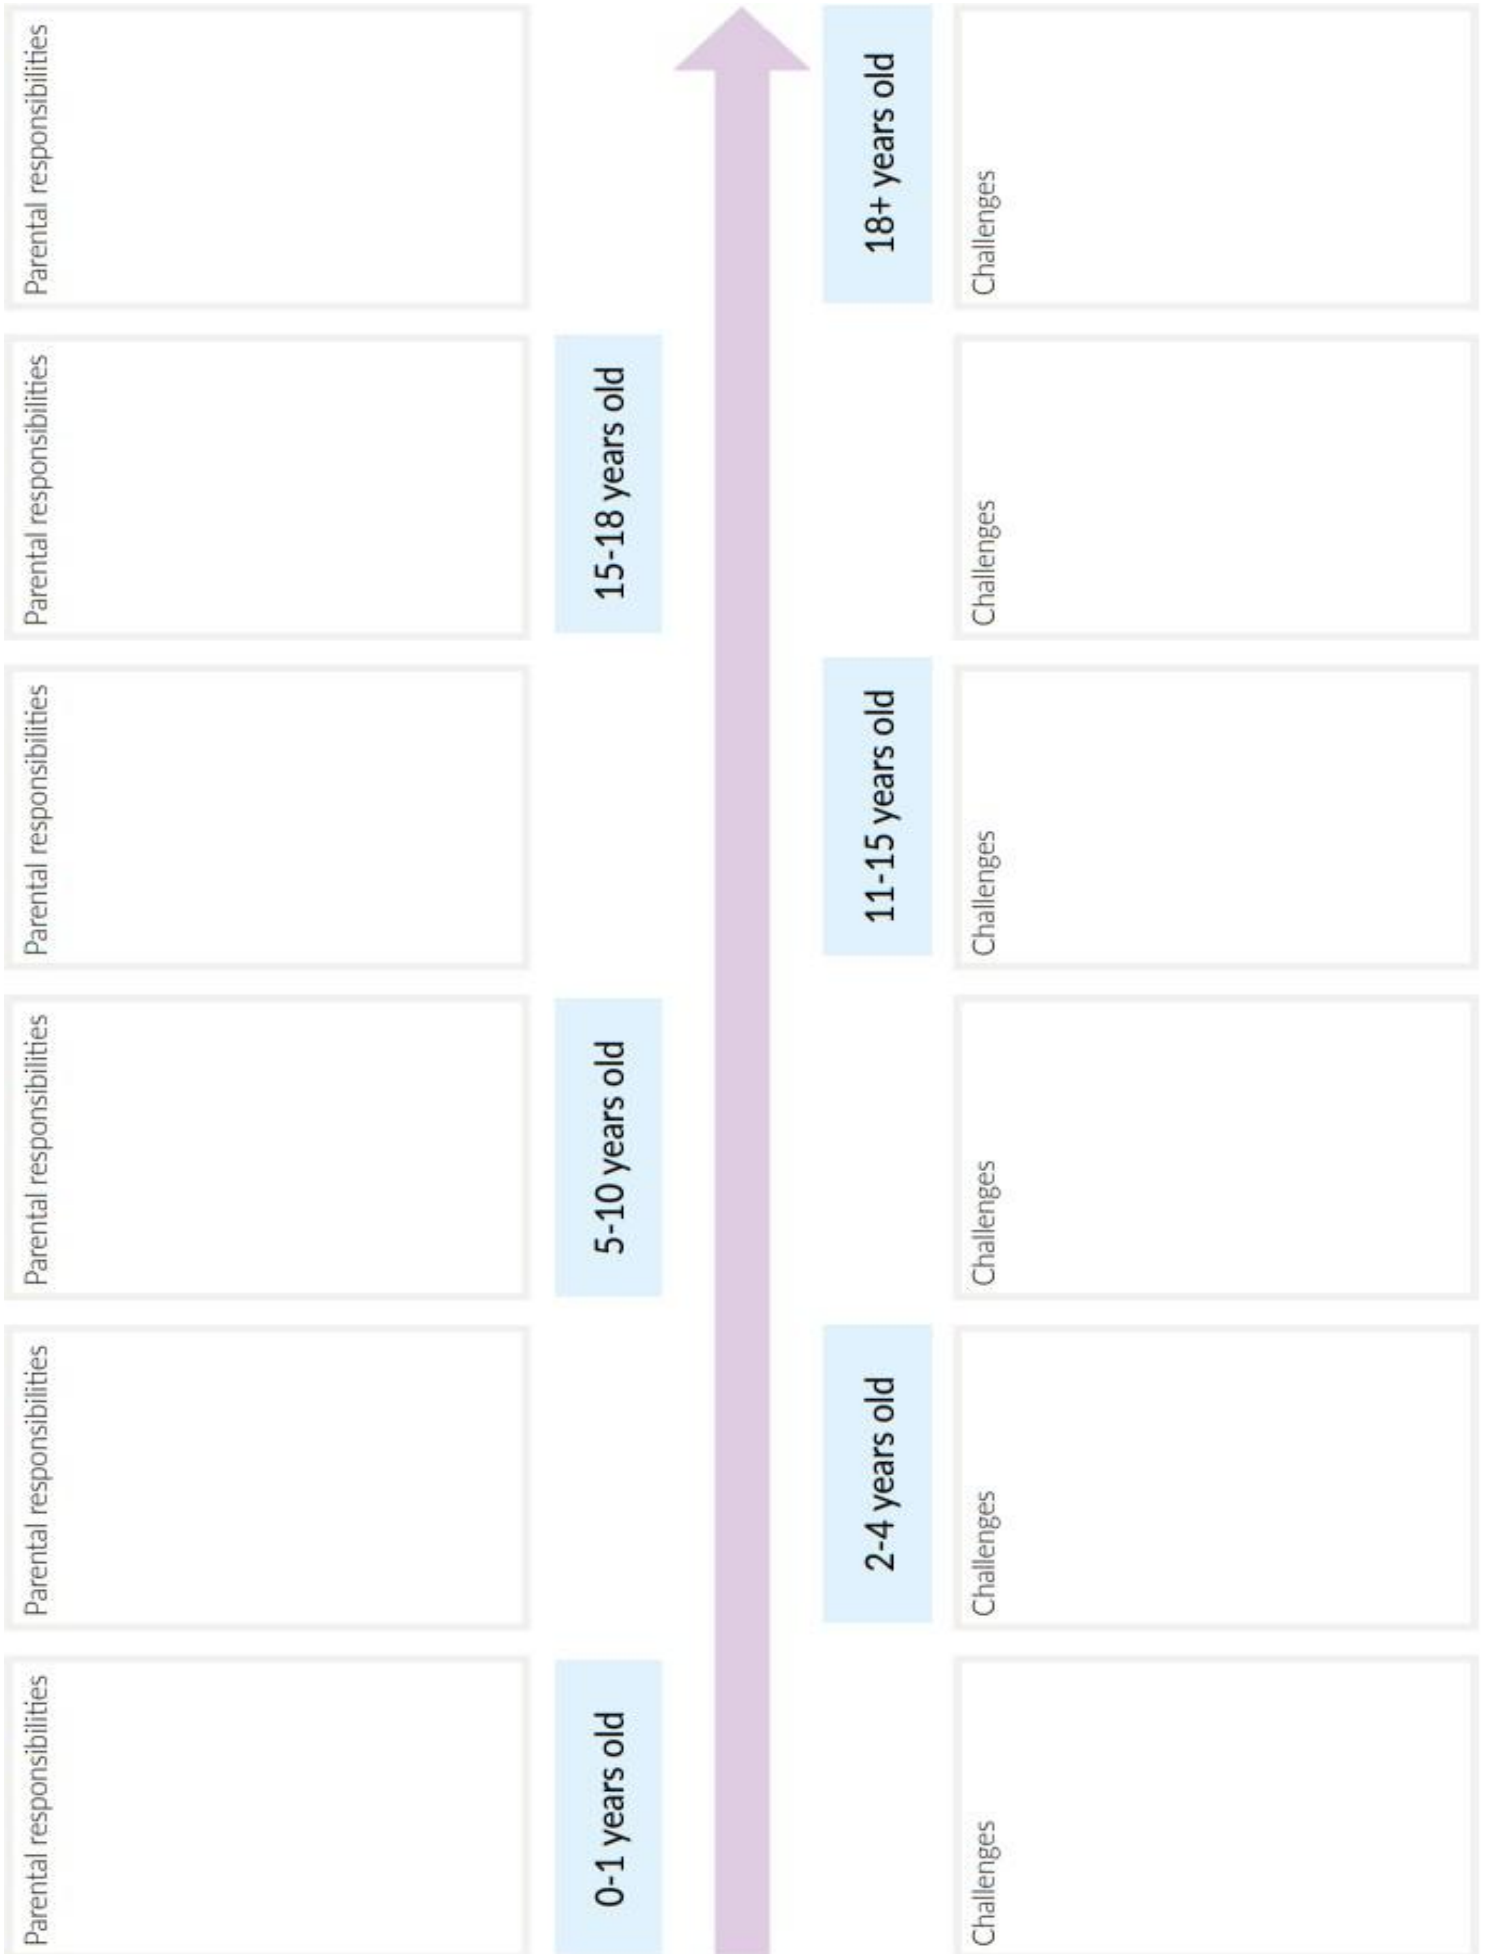 Parental responsibilities
Parental responsibilities
Parental responsibilities
Parental responsibilities
Parental responsibilities
Parental responsibilities
0-1 years old
5-10 years old
15-18 years old
2-4 years old
11-15 years old
18+ years old
Challenges
Challenges
Challenges
Challenges
Challenges
Challenges